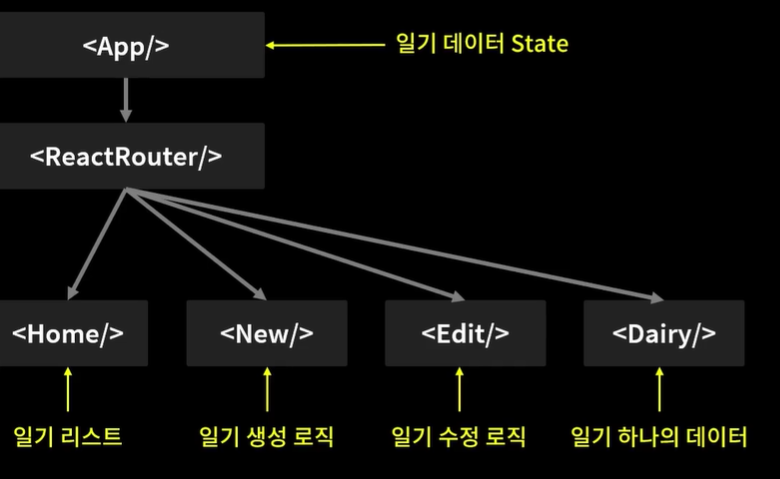 <App/>
일기 데이터 State
<ReactRouter/>
<Home/>
<New/>
<Edit/>
<Dairy/>
일기 리스트
일기 생성 로직
일기 수정 로직
일기 하나의 데이터